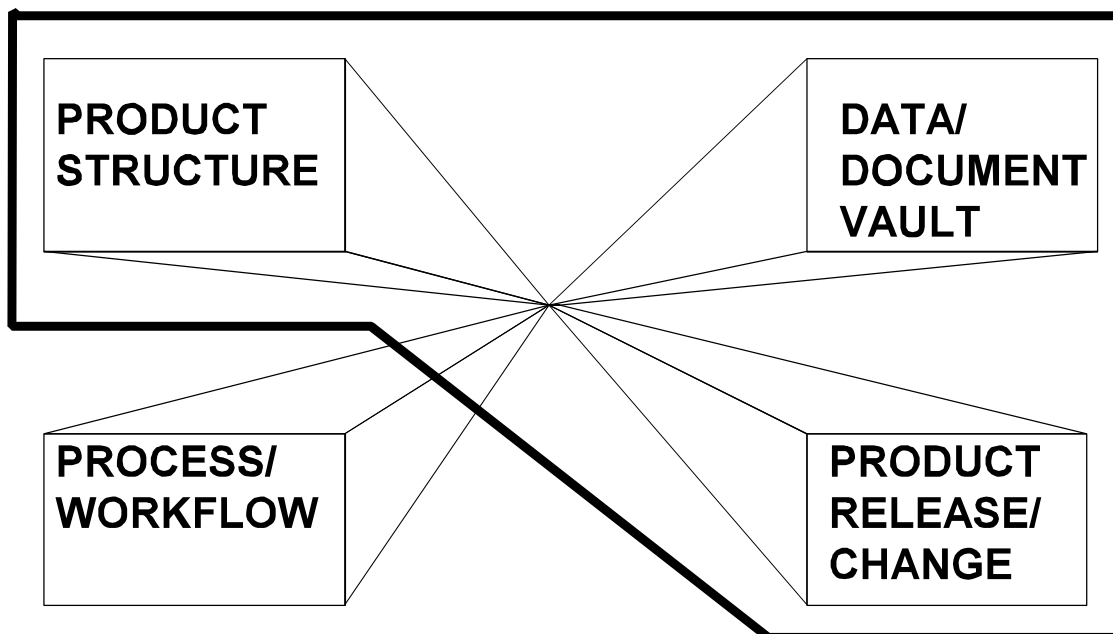 PRODUCT
STRUCTURE
DATA/
DOCUMENT
VAULT
PROCESS/
WORKFLOW
PRODUCT
RELEASE/
CHANGE